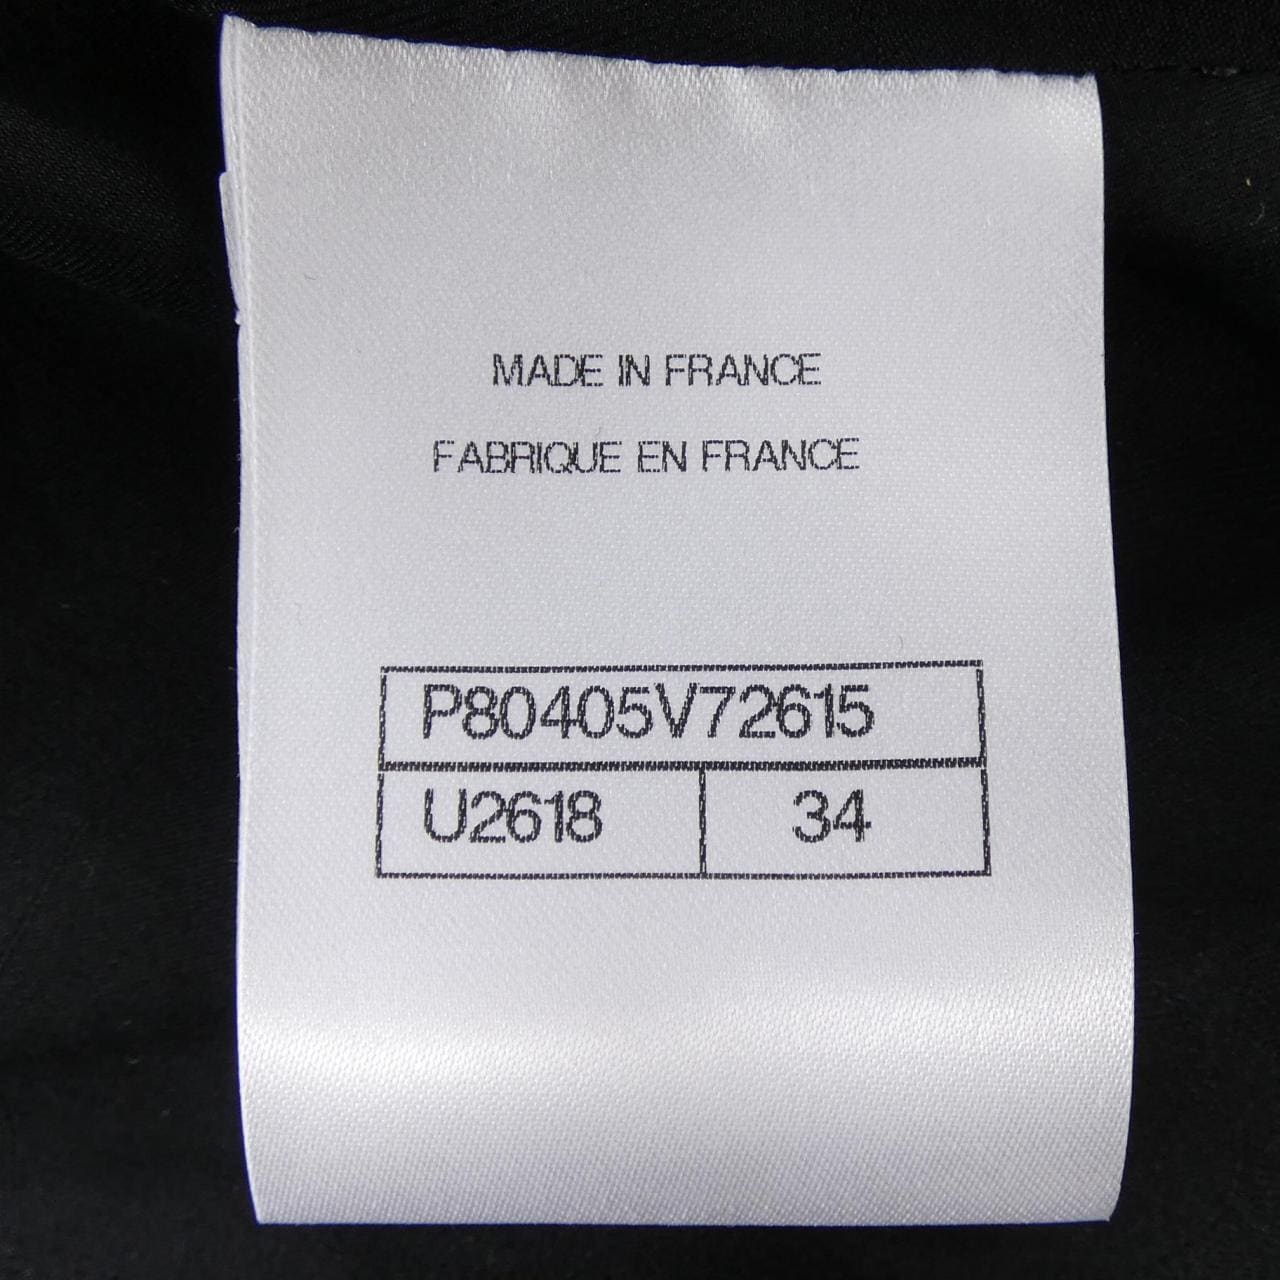 MADE IN FRANCE
FABRIQUE EN FRANCE
P80405V72615
U2618 34